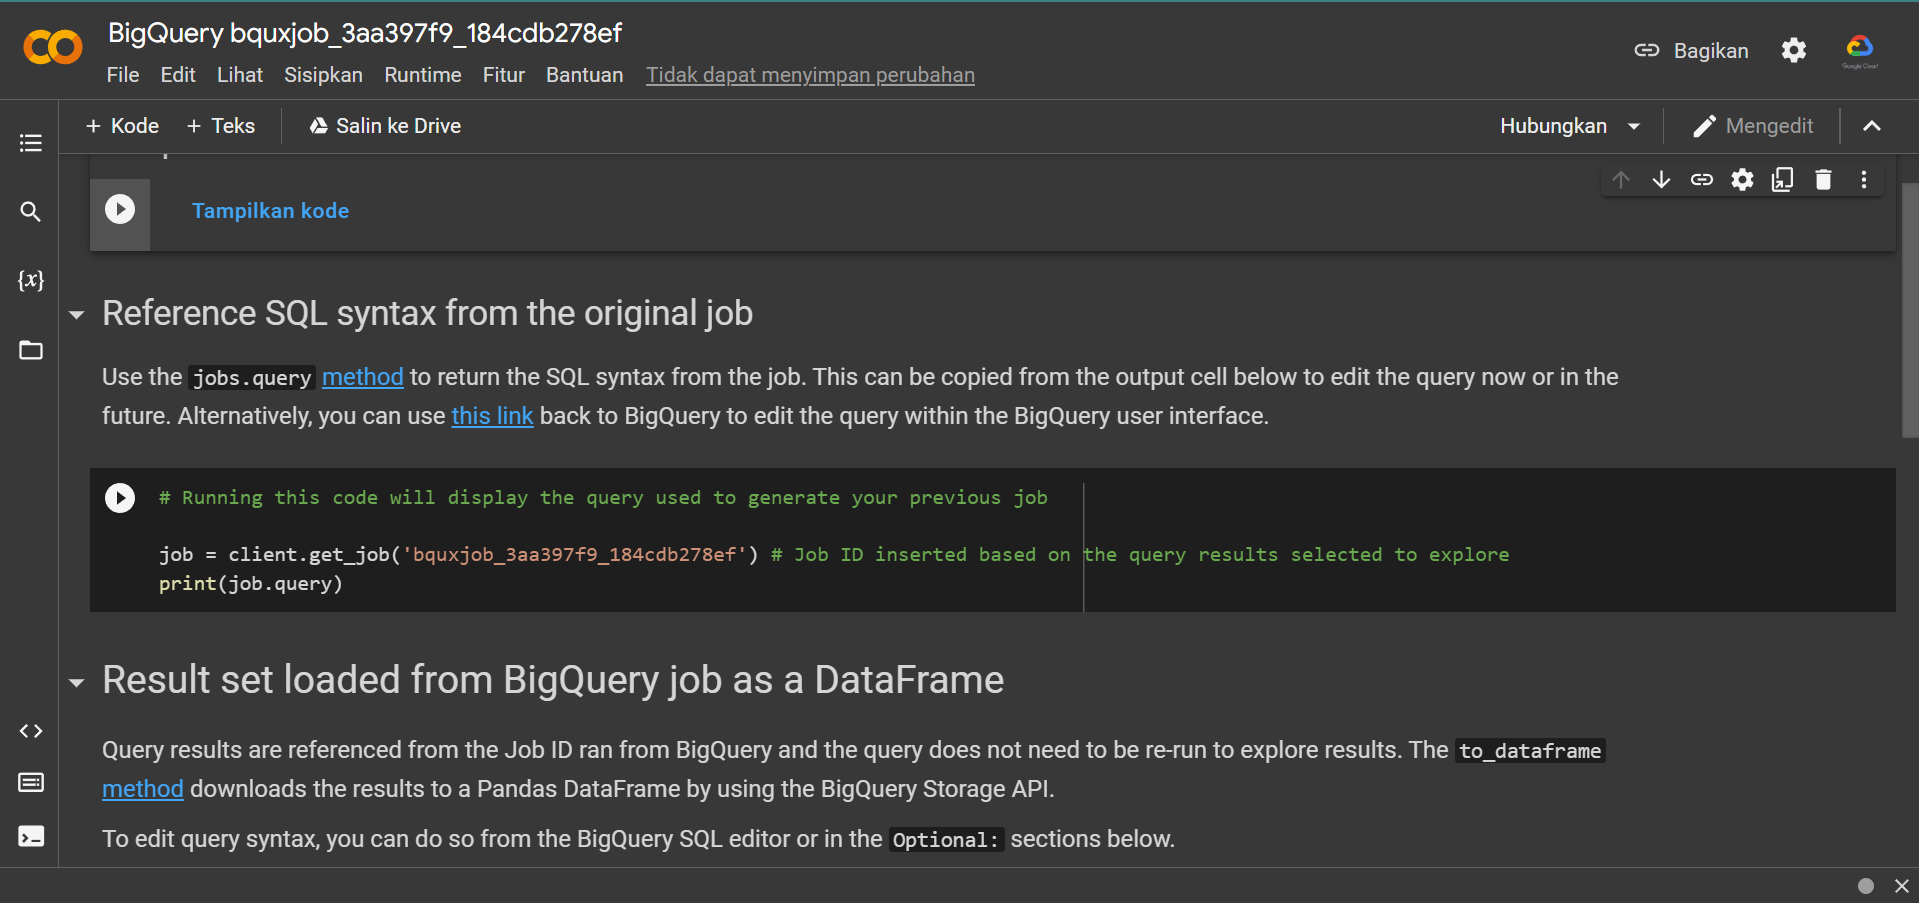 BigQuery bquxjob_3aa397f9_184cdb278ef
File Edit Lihat Sisipkan Runtime Fitur Bantuan Tidak dapat menyimpan perubahan
Bagikan
Google Cloud
+ Kode + Teks Salin ke Drive
Hubungkan Mengedit
Tampilkan kode
{x}
Reference SQL syntax from the original job
Use the jobs.query method to return the SQL syntax from the job. This can be copied from the output cell below to edit the query now or in the
future. Alternatively, you can use this link back to BigQuery to edit the query within the BigQuery user interface.
# Running this code will display the query used to generate your previous job
job = client.get_job('bquxjob_3aa397f9_184cdb278ef') # Job ID inserted based on the query results selected to explore
print(job.query)
Result set loaded from BigQuery job as a DataFrame
Query results are referenced from the Job ID ran from BigQuery and the query does not need to be re-run to explore results. The to_dataframe
method downloads the results to a Pandas DataFrame by using the BigQuery Storage API.
To edit query syntax, you can do so from the BigQuery SQL editor or in the Optional: sections below.